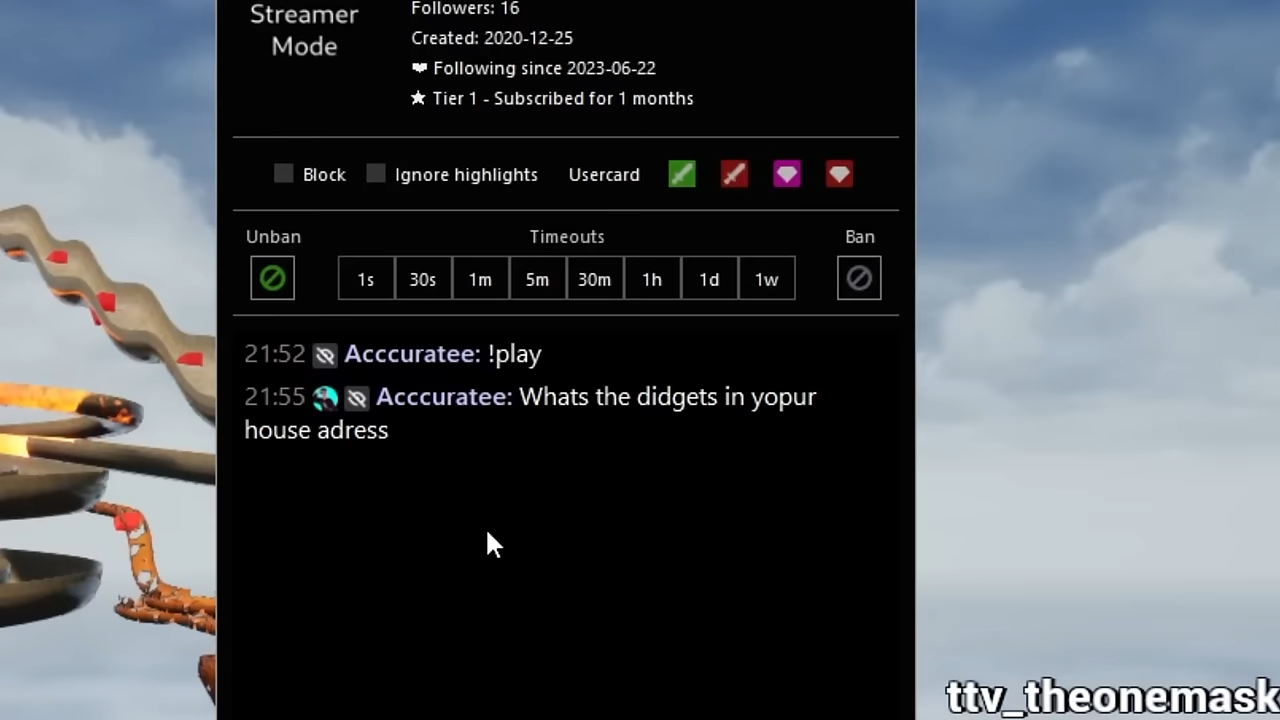 Streamer
Mode
Followers: 16
Created: 2020-12-25
Following since 2023-06-22
Tier 1 - Subscribed for 1 months
Block Ignore highlights Usercard
Unban Timeouts Ban
1s 30s 1m 5m 30m 1h 1d 1w
21:52 Acccuratee: !play
21:55 Acccuratee: Whats the didgets in yopur
house adress
ttv_theonemask